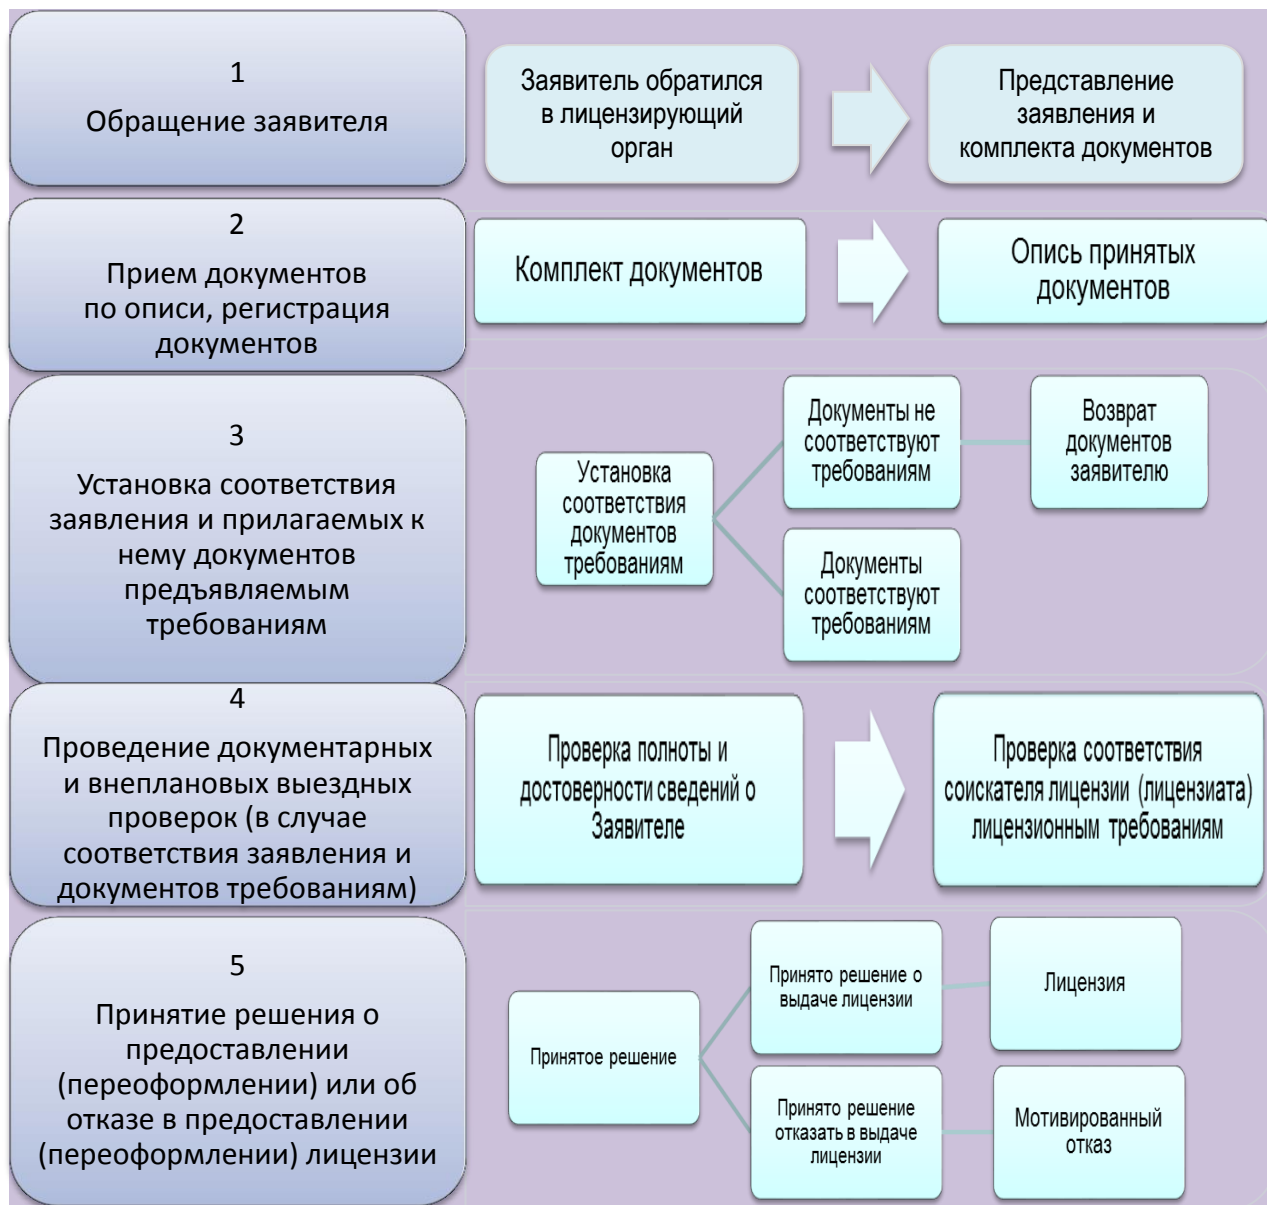 1
Обращение заявителя
Заявитель обратился
в лицензирующий
орган
Представление
заявления и
комплекта документов
2
Прием документов
по описи, регистрация
документов
Комплект документов
Опись принятых
документов
3
Установка соответствия
заявления и прилагаемых к
нему документов
предъявляемым
требованиям
Установка
соответствия
документов
требованиям
Документы не
соответствуют
требованиям
Возврат
документов
заявителю
Документы
соответствуют
требованиям
4
Проведение документарных
и внеплановых выездных
проверок (в случае
соответствия заявления и
документов требованиям)
Проверка полноты и
достоверности сведений о
Заявителе
Проверка соответствия
соискателя лицензии (лицензиата)
лицензионным требованиям
5
Принятие решения о
предоставлении
(переоформлении) или об
отказе в предоставлении
(переоформлении) лицензии
Принятое решение
Принято решение о
выдаче лицензии
Лицензия
Принято решение
отказать в выдаче
лицензии
Мотивированный
отказ